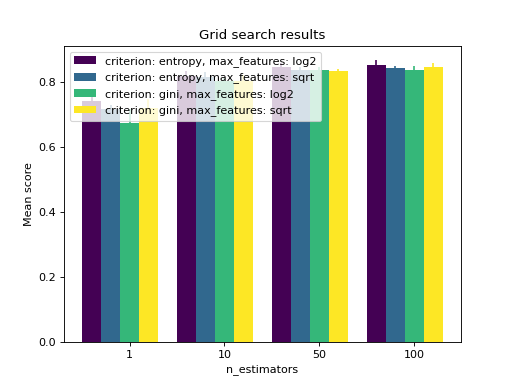 Grid search results
criterion: entropy, max_features: log2
criterion: entropy, max_features: sqrt
criterion: gini, max_features: log2
criterion: gini, max_features: sqrt
Mean score
0.8
0.6
0.4
0.2
0.0
1 10 50 100
n_estimators